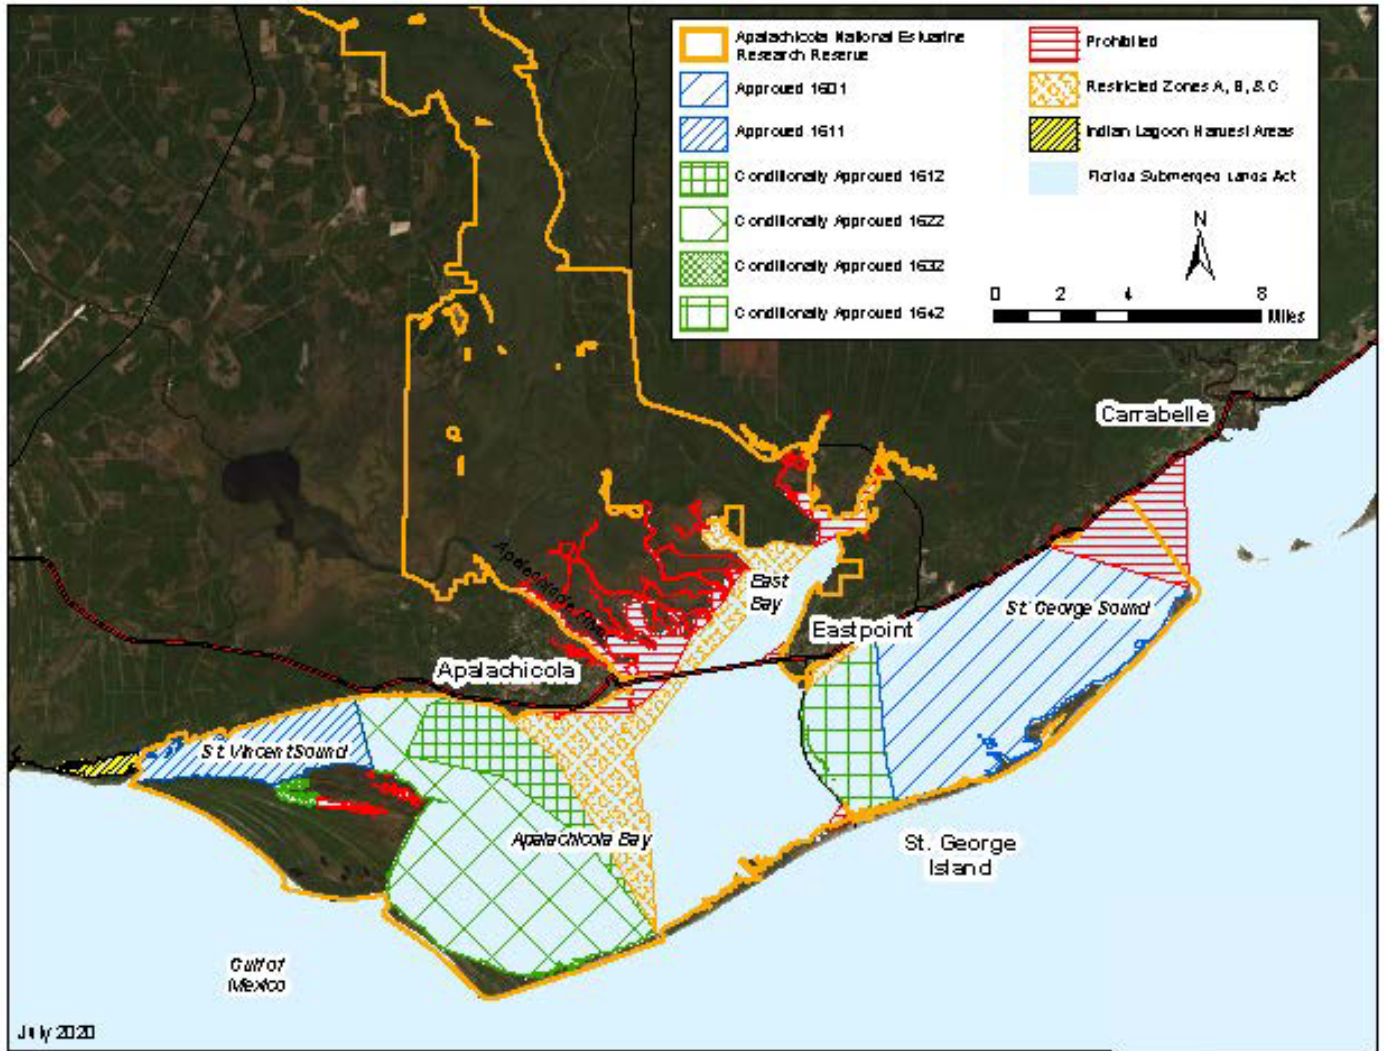 Apalachicola National Estuarine
Research Reserve
Approved 1601
Approved 1611
Conditionally Approved 1612
Conditionally Approved 1622
Conditionally Approved 1632
Conditionally Approved 1642
Prohibited
Restricted Zones A, B, & C
Indian Lagoon Harvest Areas
Florida Submerged Lands Act
N
0 2 4 8
Miles
Carrabelle
Apalachicola River
East
Bay
St. George Sound
Eastpoint
Apalachicola
St. Vincent Sound
Apalachicola Bay
St. George
Island
Gulf of
Mexico
July 2020